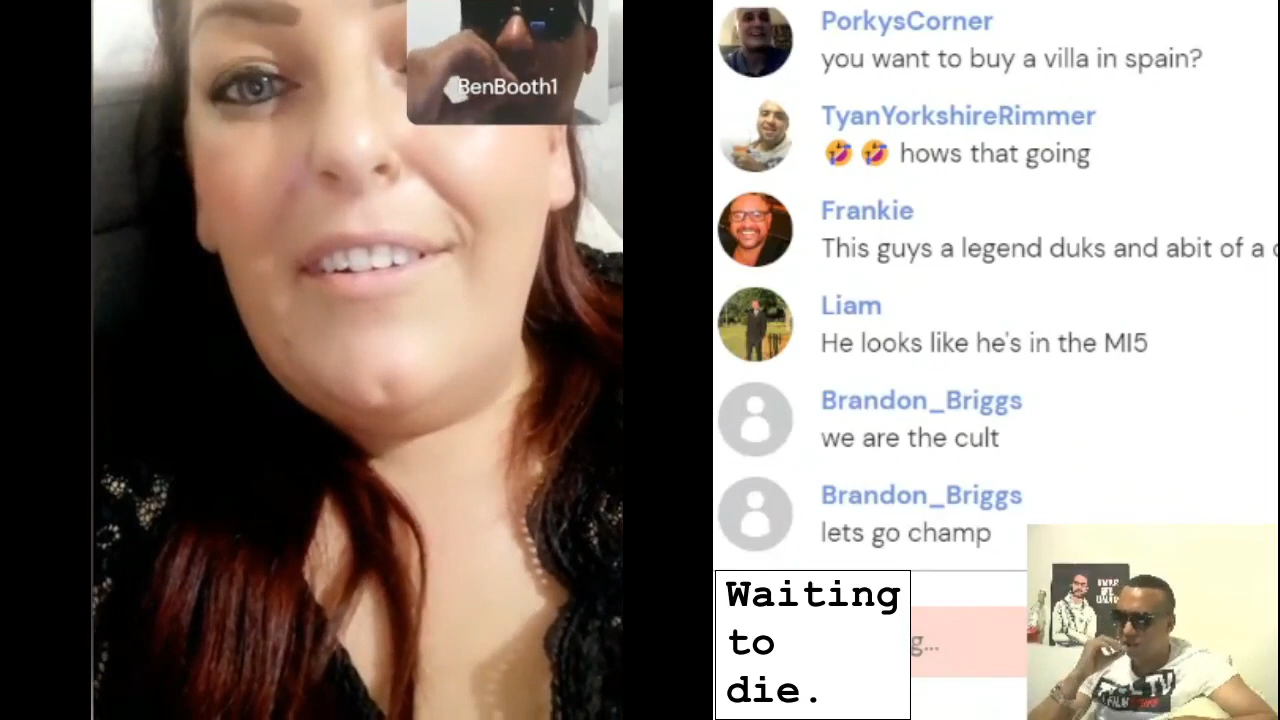 BenBooth1
PorkysCorner
you want to buy a villa in spain?
TyanYorkshireRimmer
🤣 🤣 hows that going
Frankie
This guys a legend duks and abit of a
Liam
He looks like he's in the MI5
Brandon_Briggs
we are the cult
Brandon_Briggs
lets go champ
Waiting
to
die.
g...